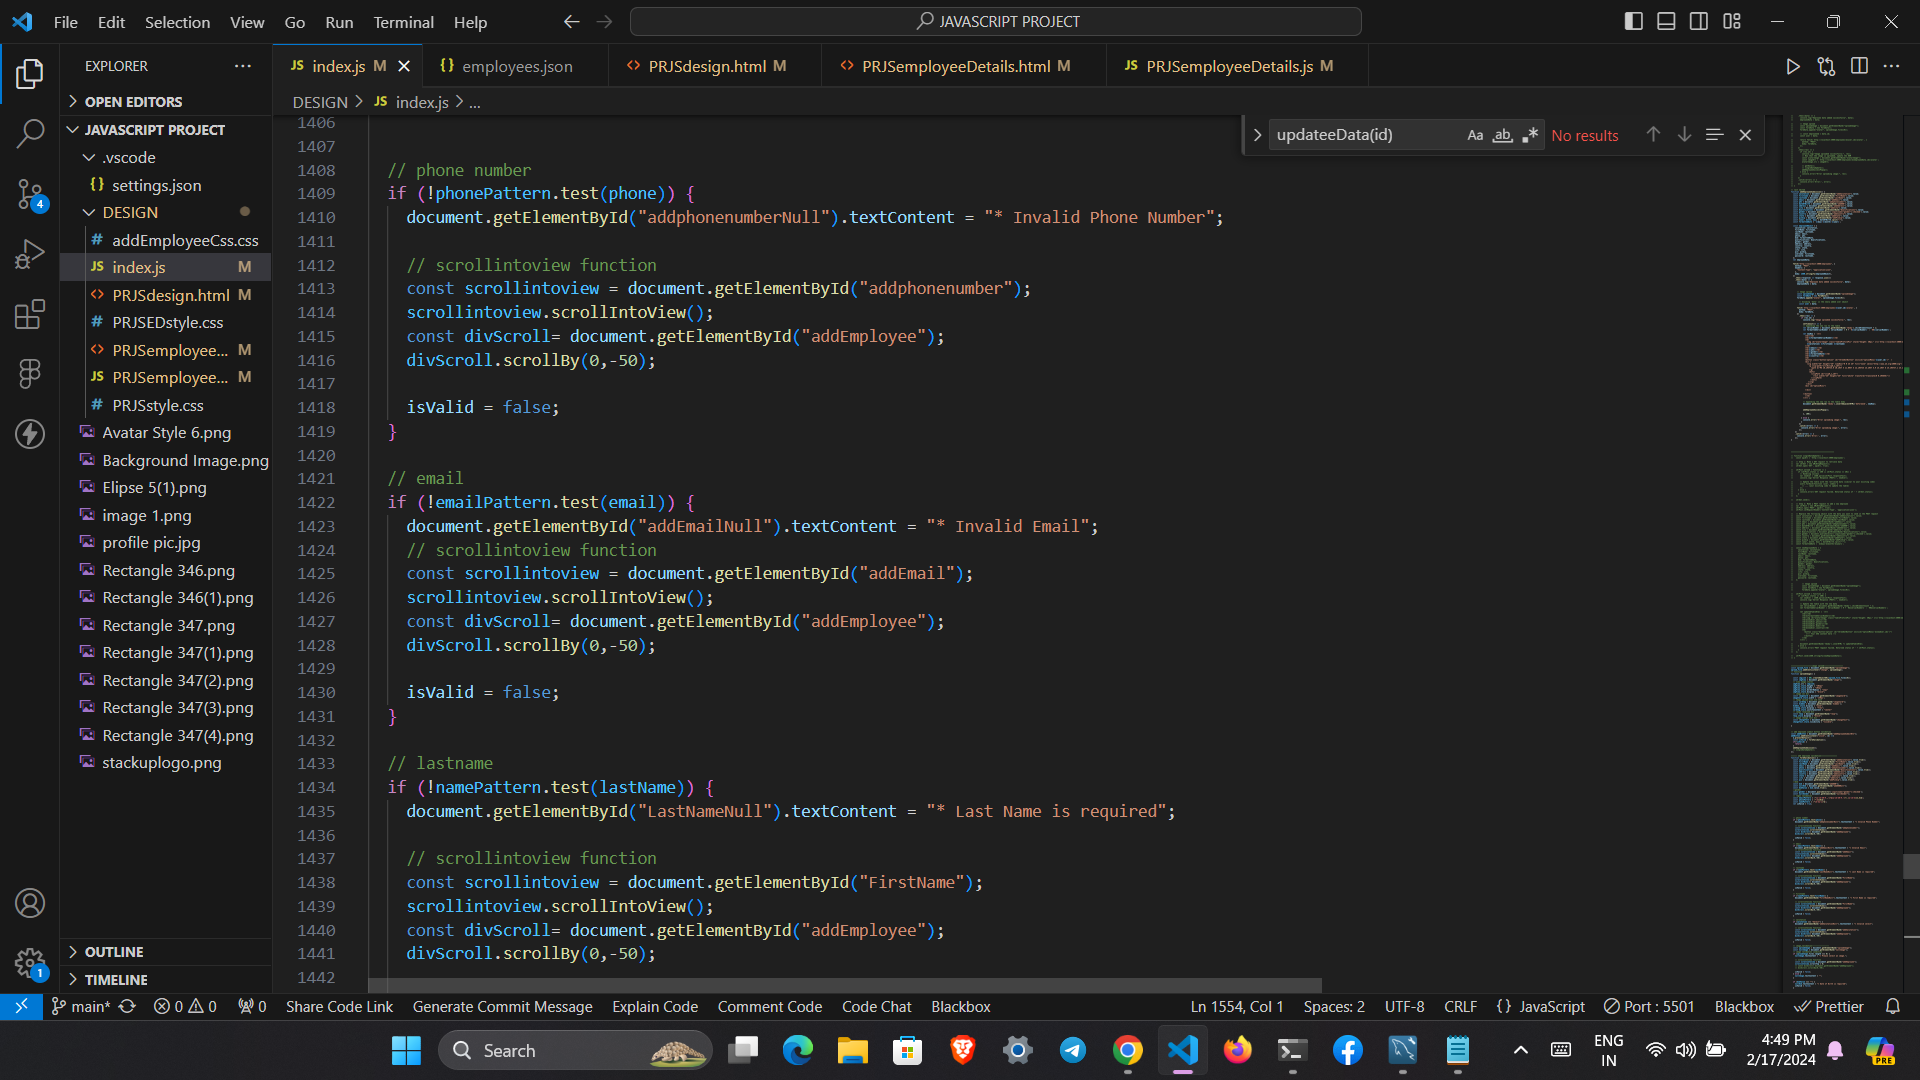 File Edit Selection View Go Run Terminal Help
JAVASCRIPT PROJECT
EXPLORER
JS index.js M
{} employees.json
<> PRJSdesign.html M
<> PRJSemployeeDetails.html M
JS PRJSemployeeDetails.js M
OPEN EDITORS
JAVASCRIPT PROJECT
.vscode
{} settings.json
DESIGN
# addEmployeeCss.css
JS index.js M
<> PRJSdesign.html M
# PRJSEDstyle.css
<> PRJSemployee... M
JS PRJSemployee... M
# PRJSstyle.css
Avatar Style 6.png
Background Image.png
Elipse 5(1).png
image 1.png
profile pic.jpg
Rectangle 346.png
Rectangle 346(1).png
Rectangle 347.png
Rectangle 347(1).png
Rectangle 347(2).png
Rectangle 347(3).png
Rectangle 347(4).png
stackuplogo.png
OUTLINE
TIMELINE
4
1
DESIGN > JS index.js > ...
updateeData(id) Aa ab No results
1406
1407
1408 // phone number
1409 if (!phonePattern.test(phone)) {
1410 document.getElementById("addphonenumberNull").textContent = "* Invalid Phone Number";
1411
1412 // scrollintoview function
1413 const scrollintoview = document.getElementById("addphonenumber");
1414 scrollintoview.scrollIntoView();
1415 const divScroll= document.getElementById("addEmployee");
1416 divScroll.scrollBy(0,-50);
1417
1418 isValid = false;
1419 }
1420
1421 // email
1422 if (!emailPattern.test(email)) {
1423 document.getElementById("addEmailNull").textContent = "* Invalid Email";
1424 // scrollintoview function
1425 const scrollintoview = document.getElementById("addEmail");
1426 scrollintoview.scrollIntoView();
1427 const divScroll= document.getElementById("addEmployee");
1428 divScroll.scrollBy(0,-50);
1429
1430 isValid = false;
1431 }
1432
1433 // lastname
1434 if (!namePattern.test(lastName)) {
1435 document.getElementById("LastNameNull").textContent = "* Last Name is required";
1436
1437 // scrollintoview function
1438 const scrollintoview = document.getElementById("FirstName");
1439 scrollintoview.scrollIntoView();
1440 const divScroll= document.getElementById("addEmployee");
1441 divScroll.scrollBy(0,-50);
1442
main* 0 0 0 Share Code Link Generate Commit Message Explain Code Comment Code Code Chat Blackbox
Ln 1554, Col 1 Spaces: 2 UTF-8 CRLF {} JavaScript Port : 5501 Blackbox Prettier
Search
ENG
IN
4:49 PM
2/17/2024
PRE